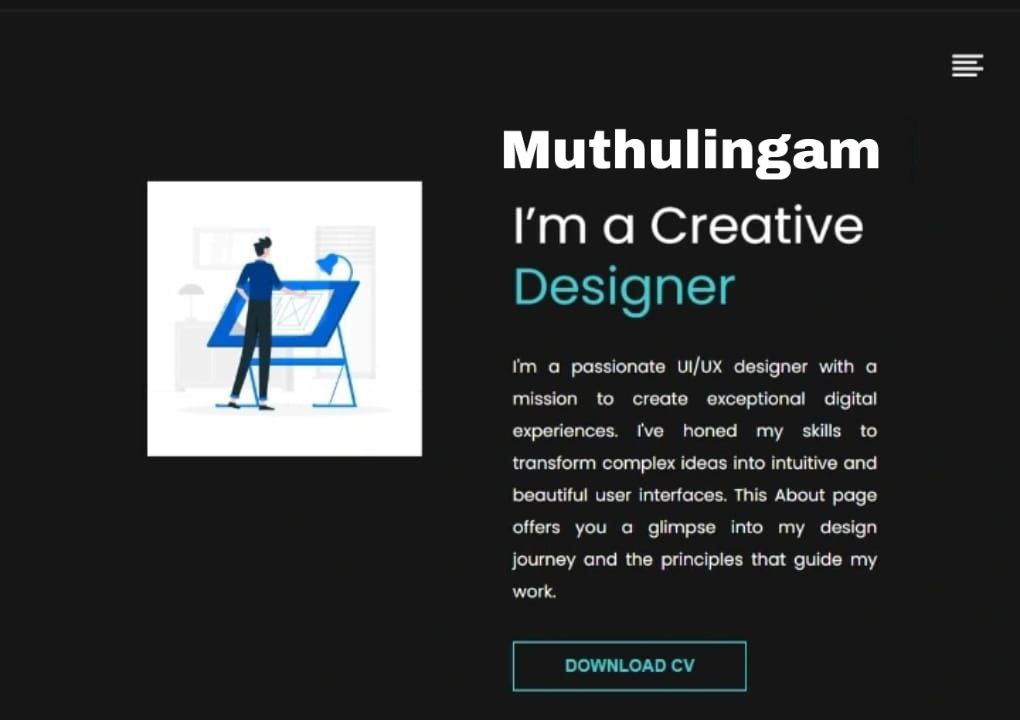 Muthulingam
I’m a Creative
Designer
I'm a passionate UI/UX designer with a
mission to create exceptional digital
experiences. I've honed my skills to
transform complex ideas into intuitive and
beautiful user interfaces. This About page
offers you a glimpse into my design
journey and the principles that guide my
work.
DOWNLOAD CV